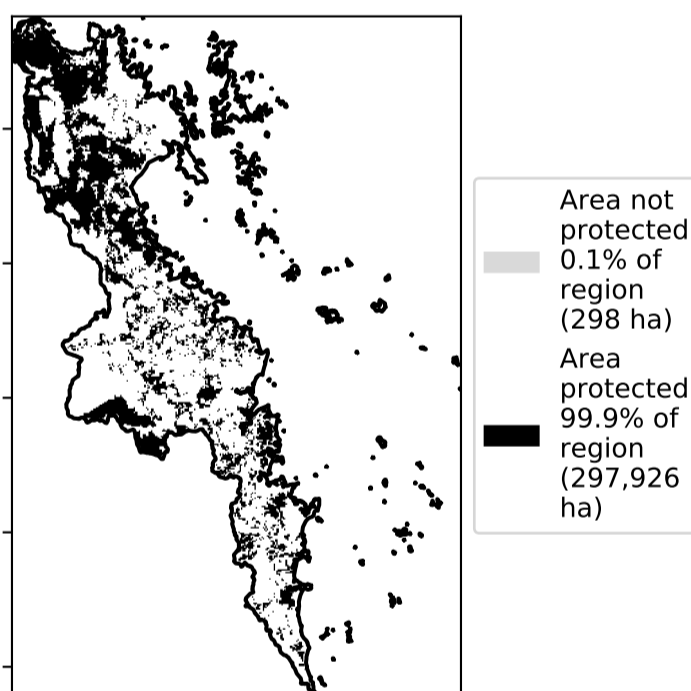 Area not
protected
0.1% of
region
(298 ha)
Area
protected
99.9% of
region
(297,926
ha)